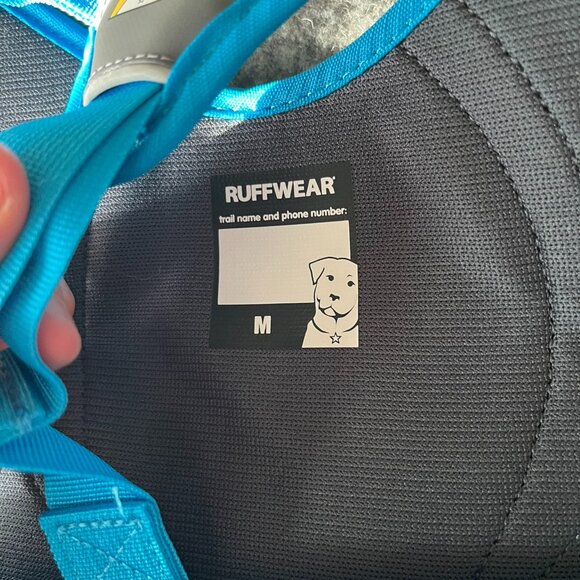 RUFFWEAR®
trail name and phone number:
M